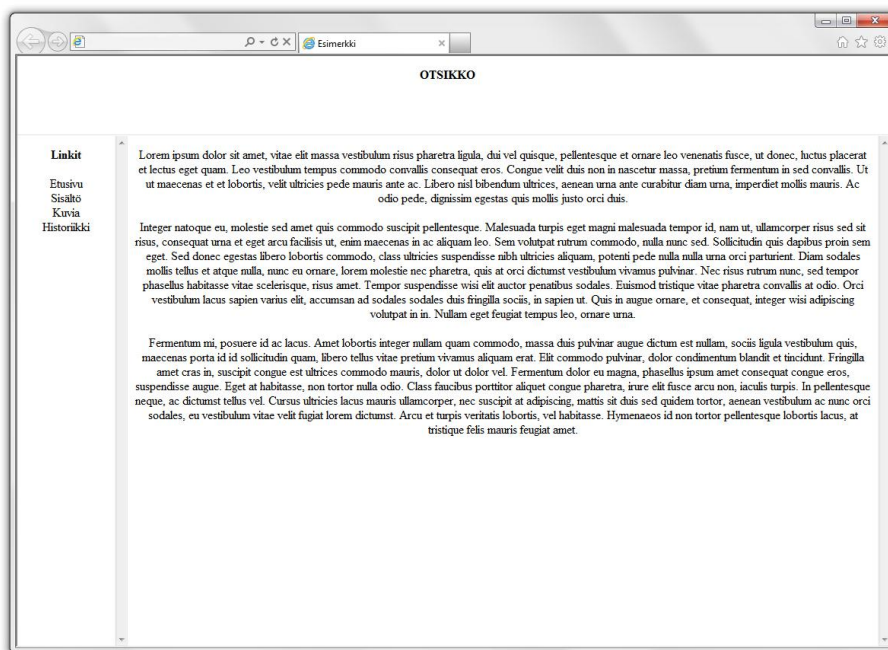 Esimerkki
OTSIKKO
Linkit
Etusivu
Sisältö
Kuvia
Historiikki
Lorem ipsum dolor sit amet, vitae elit massa vestibulum risus pharetra ligula, dui vel quisque, pellentesque et ornare leo venenatis fusce, ut donec, luctus placerat
et lectus eget quam. Leo vestibulum tempus commodo convallis consequat eros. Congue velit duis non in nascetur massa, pretium fermentum in sed convallis. Ut
ut maecenas et et lobortis, velit ultricies pede mauris ante ac. Libero nisl bibendum ultrices, aenean urna ante curabitur diam urna, imperdiet mollis mauris. Ac
odio pede, dignissim egestas quis mollis justo orci duis.
Integer natoque eu, molestie sed amet quis commodo suscipit pellentesque. Malesuada turpis eget magni malesuada tempor id, nam ut, ullamcorper risus sed sit
risus, consequat urna et eget arcu facilisis ut, enim maecenas in ac aliquam leo. Sem volutpat rutrum commodo, nulla nunc sed. Sollicitudin quis dapibus proin sem
eget. Sed donec egestas libero lobortis commodo, class ultricies suspendisse nibh ultricies aliquam, potenti pede nulla nulla urna orci parturient. Diam sodales
mollis tellus et atque nulla, nunc eu ornare, lorem molestie nec pharetra, quis at orci dictumst vestibulum vivamus pulvinar. Nec risus rutrum nunc, sed tempor
phasellus habitasse vitae scelerisque, risus amet. Tempor suspendisse wisi elit auctor penatibus sodales. Euismod tristique vitae pharetra convallis at odio. Orci
vestibulum lacus sapien varius elit, accumsan ad sodales sodales duis fringilla sociis, in sapien ut. Quis in augue ornare, et consequat, integer wisi adipiscing
volutpat in in. Nullam eget feugiat tempus leo, ornare urna.
Fermentum mi, posuere id ac lacus. Amet lobortis integer nullam quam commodo, massa duis pulvinar augue dictum est nullam, sociis ligula vestibulum quis,
maecenas porta id id sollicitudin quam, libero tellus vitae pretium vivamus aliquam erat. Elit commodo pulvinar, dolor condimentum blandit et tincidunt. Fringilla
amet cras in, suscipit congue est ultrices commodo mauris, dolor ut dolor vel. Fermentum dolor eu magna, phasellus ipsum amet consequat congue eros,
suspendisse augue. Eget at habitasse, non tortor nulla odio. Class faucibus porttitor aliquet congue pharetra, irure elit fusce arcu non, iaculis turpis. In pellentesque
neque, ac dictumst tellus vel. Cursus ultricies lacus mauris ullamcorper, nec suscipit at adipiscing, mattis sit duis sed quidem tortor, aenean vestibulum ac nunc orci
sodales, eu vestibulum vitae velit fugiat lorem dictumst. Arcu et turpis veritatis lobortis, vel habitasse. Hymenaeos id non tortor pellentesque lobortis lacus, at
tristique felis mauris feugiat amet.